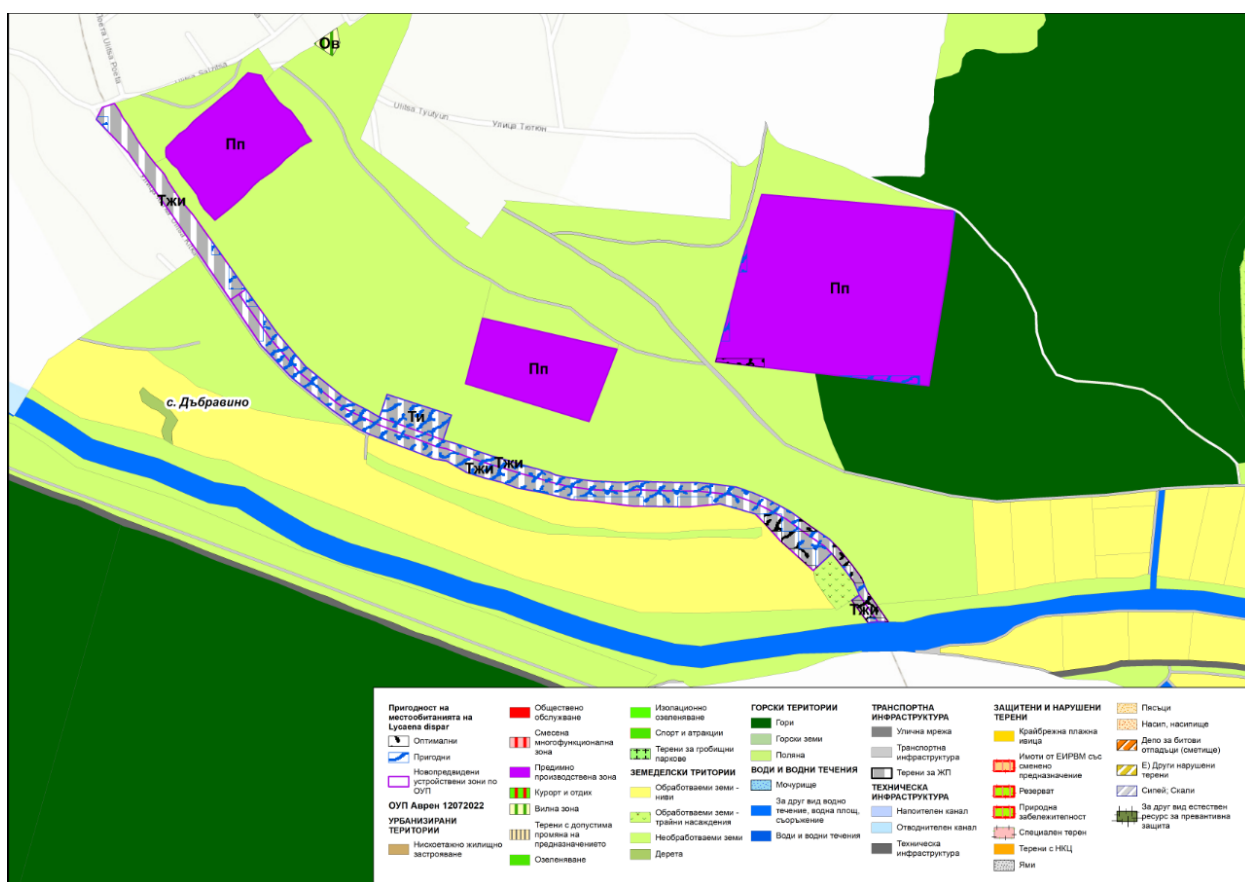 Ов
Ulitsa Poeta
Ulitsa Tyutyun
Улица Тютюн
Пп
Тжи
Пп
Пп
с. Дъбравино
Ти
Тжи
Тжи
Тжи
Пригодност на
местообитанията на
Lycaena dispar
Оптимални
Пригодни
Новопредвидени
устройствени зони по
ОУП
ОУП Аврен 12072022
УРБАНИЗИРАНИ
ТЕРИТОРИИ
Нискоетажно жилищно
застрояване
Обществено
обслужване
Смесена
многофункционална
зона
Предимно
производствена зона
Курорт и отдих
Вилна зона
Терени с допустима
промяна на
предназначението
Озеленяване
Изолационно
озеленяване
Спорт и атракции
Терени за гробищни
паркове
ЗЕМЕДЕЛСКИ ТРИТОРИИ
Обработваеми земи -
ниви
Обработваеми земи -
трайни насаждения
Необработваеми земи
Дерета
ГОРСКИ ТЕРИТОРИИ
Гори
Горски земи
Поляна
ВОДИ И ВОДНИ ТЕЧЕНИЯ
Мочурище
За друг вид водно
течение, водна площ,
съоръжение
Води и водни течения
ТРАНСПОРТНА
ИНФРАСТРУКТУРА
Улична мрежа
Транспортна
инфраструктура
Терени за ЖП
ТЕХНИЧЕСКА
ИНФРАСТРУКТУРА
Напоителен канал
Отводнителен канал
Техническа
инфраструктура
ЗАЩИТЕНИ И НАРУШЕНИ
ТЕРЕНИ
Крайбрежна плажна
ивица
Имоти от ЕИРВМ със
сменено
предназначение
Резерват
Природна
забележителност
Специален терен
Терени с НКЦ
Ями
Пясъци
Насип, насипище
Депо за битови
отпадъци (сметище)
Е) Други нарушени
терени
Сипей; Скали
За друг вид естествен
ресурс за превантивна
защита